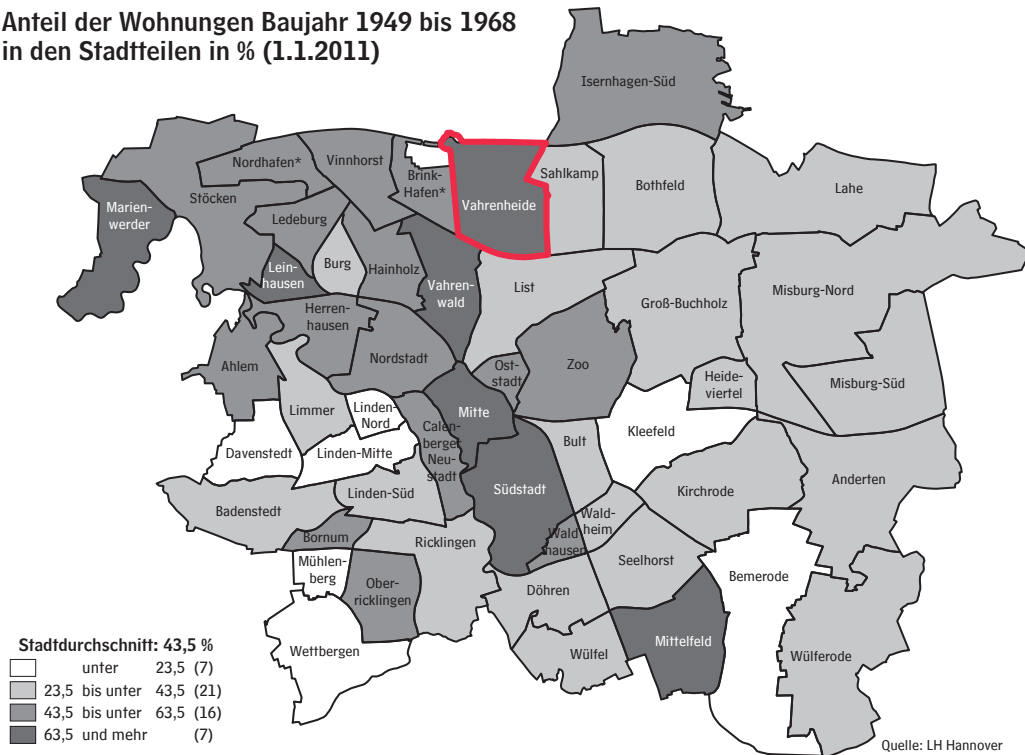 Anteil der Wohnungen Baujahr 1949 bis 1968
in den Stadtteilen in % (1.1.2011)
Isernhagen-Süd
Nordhafen*
Vinnhorst
Brink-
Hafen*
Vahrenheide
Sahlkamp
Bothfeld
Lahe
Stöcken
Marien-
werder
Ledeburg
Burg
Hainholz
Lein-
hausen
Vahren-
wald
List
Groß-Buchholz
Misburg-Nord
Herren-
hausen
Nordstadt
Ahlem
Ost-
stadt
Zoo
Heide-
viertel
Misburg-Süd
Limmer
Linden-
Nord
Mitte
Calen-
berger
Neu-
stadt
Bult
Kleefeld
Davenstedt
Linden-Mitte
Südstadt
Kirchrode
Anderten
Linden-Süd
Badenstedt
Bornum
Ricklingen
Wald-
heim
Wald
hausen
Seelhorst
Bemerode
Mühlen-
berg
Ober-
ricklingen
Döhren
Wettbergen
Wülfel
Mittelfeld
Wülferode
Stadtdurchschnitt: 43,5 %
unter 23,5 (7)
23,5 bis unter 43,5 (21)
43,5 bis unter 63,5 (16)
63,5 und mehr (7)
Quelle: LH Hannover